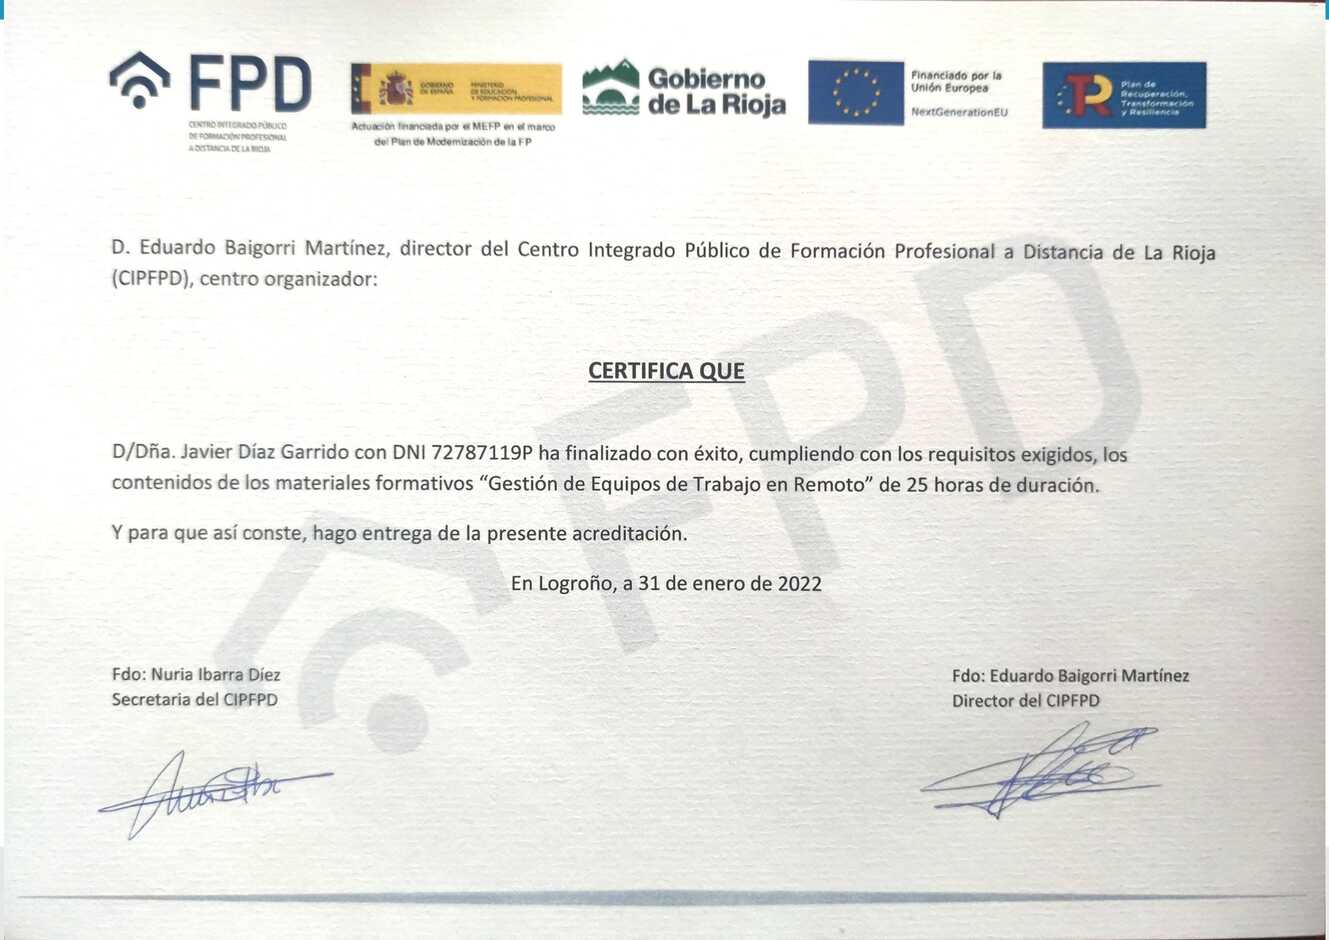 FPD
CENTRO INTEGRADO PÚBLICO
DE FORMACIÓN PROFESIONAL
A DISTANCIA DE LA RIOJA
GOBIERNO
DE ESPAÑA
MINISTERIO
DE EDUCACIÓN
Y FORMACIÓN PROFESIONAL
Actuación financiada por el MEFP en el marco
del Plan de Modernización de la FP
Gobierno
de La Rioja
Financiado por la
Unión Europea
NextGenerationEU
TR
Plan de
Recuperación,
Transformación
y Resiliencia
D. Eduardo Baigorri Martínez, director del Centro Integrado Público de Formación Profesional a Distancia de La Rioja
(CIPFPD), centro organizador:
CERTIFICA QUE
D/Dña. Javier Díaz Garrido con DNI 72787119P ha finalizado con éxito, cumpliendo con los requisitos exigidos, los
contenidos de los materiales formativos “Gestión de Equipos de Trabajo en Remoto” de 25 horas de duración.
Y para que así conste, hago entrega de la presente acreditación.
En Logroño, a 31 de enero de 2022
Fdo: Nuria Ibarra Díez
Secretaria del CIPFPD
Fdo: Eduardo Baigorri Martínez
Director del CIPFPD
FPD